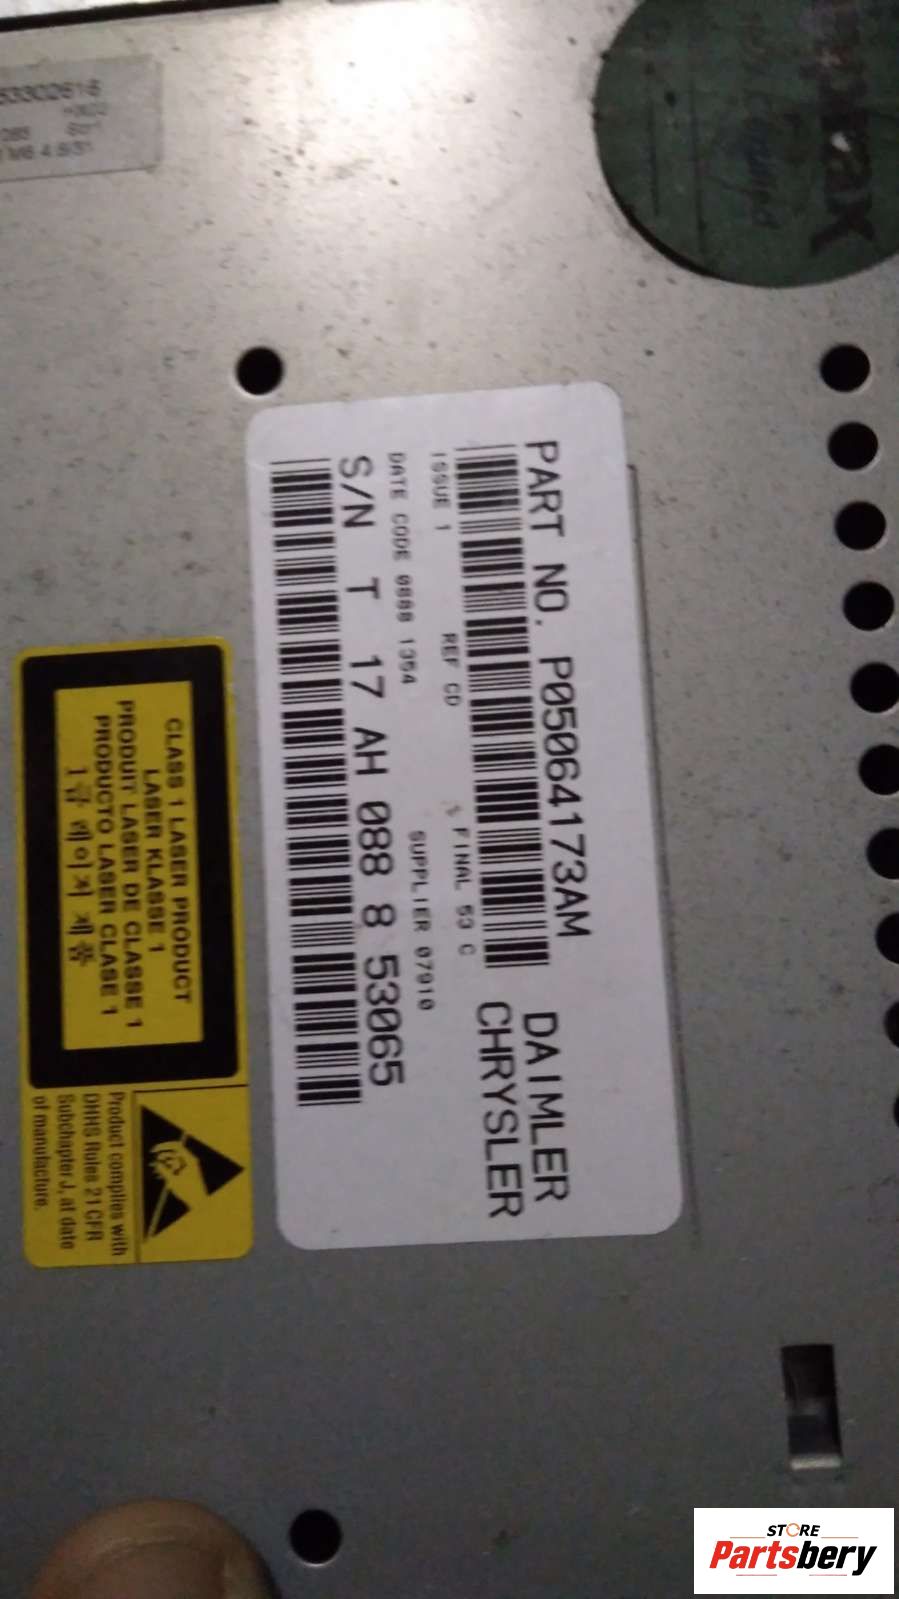 PART NO. P05064173AM
DAIMLER
CHRYSLER
ISSUE 1 REF CD % FINAL 53 C
DATE CODE 0888 1354 SUPPLIER 07910
S/N T 17 AH 088 8 53065
CLASS 1 LASER PRODUCT
LASER KLASSE 1
PRODUIT LASER DE CLASSE 1
PRODUCTO LASER CLASE 1
1급 레이저 제품
Product complies with
DHHS Rules 21 CFR
Subchapter J, at date
of manufacture.
STORE
Partsbery